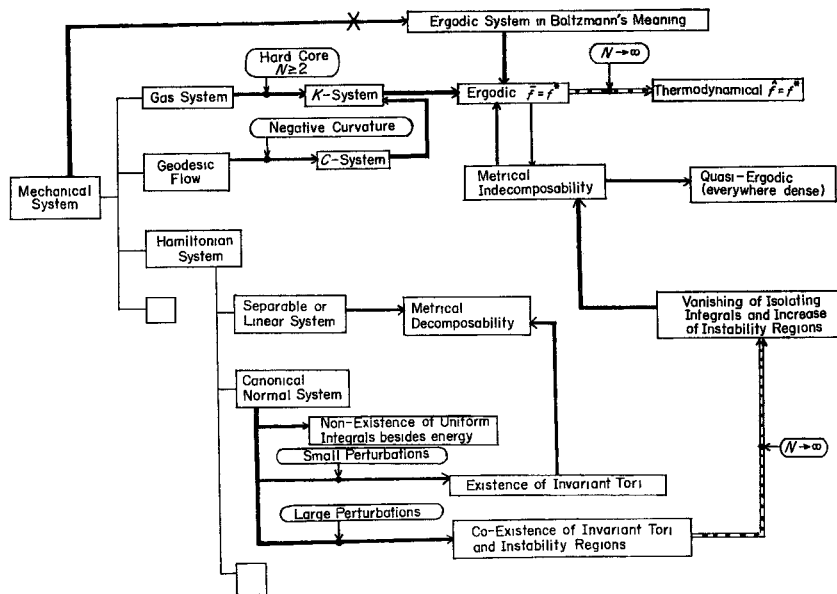 Ergodic System in Boltzmann's Meaning
Hard Core
N≥2
N→∞
Gas System
K-System
Ergodic f̄=f*
Thermodynamical f̂=f*
Negative Curvature
Geodesic
Flow
C-System
Mechanical
System
Metrical
Indecomposability
Quasi-Ergodic
(everywhere dense)
Hamiltonian
System
Separable or
Linear System
Metrical
Decomposability
Vanishing of Isolating
Integrals and Increase
of Instability Regions
Canonical
Normal System
Non-Existence of Uniform
Integrals besides energy
Small Perturbations
N→∞
Existence of Invariant Tori
Large Perturbations
Co-Existence of Invariant Tori
and Instability Regions